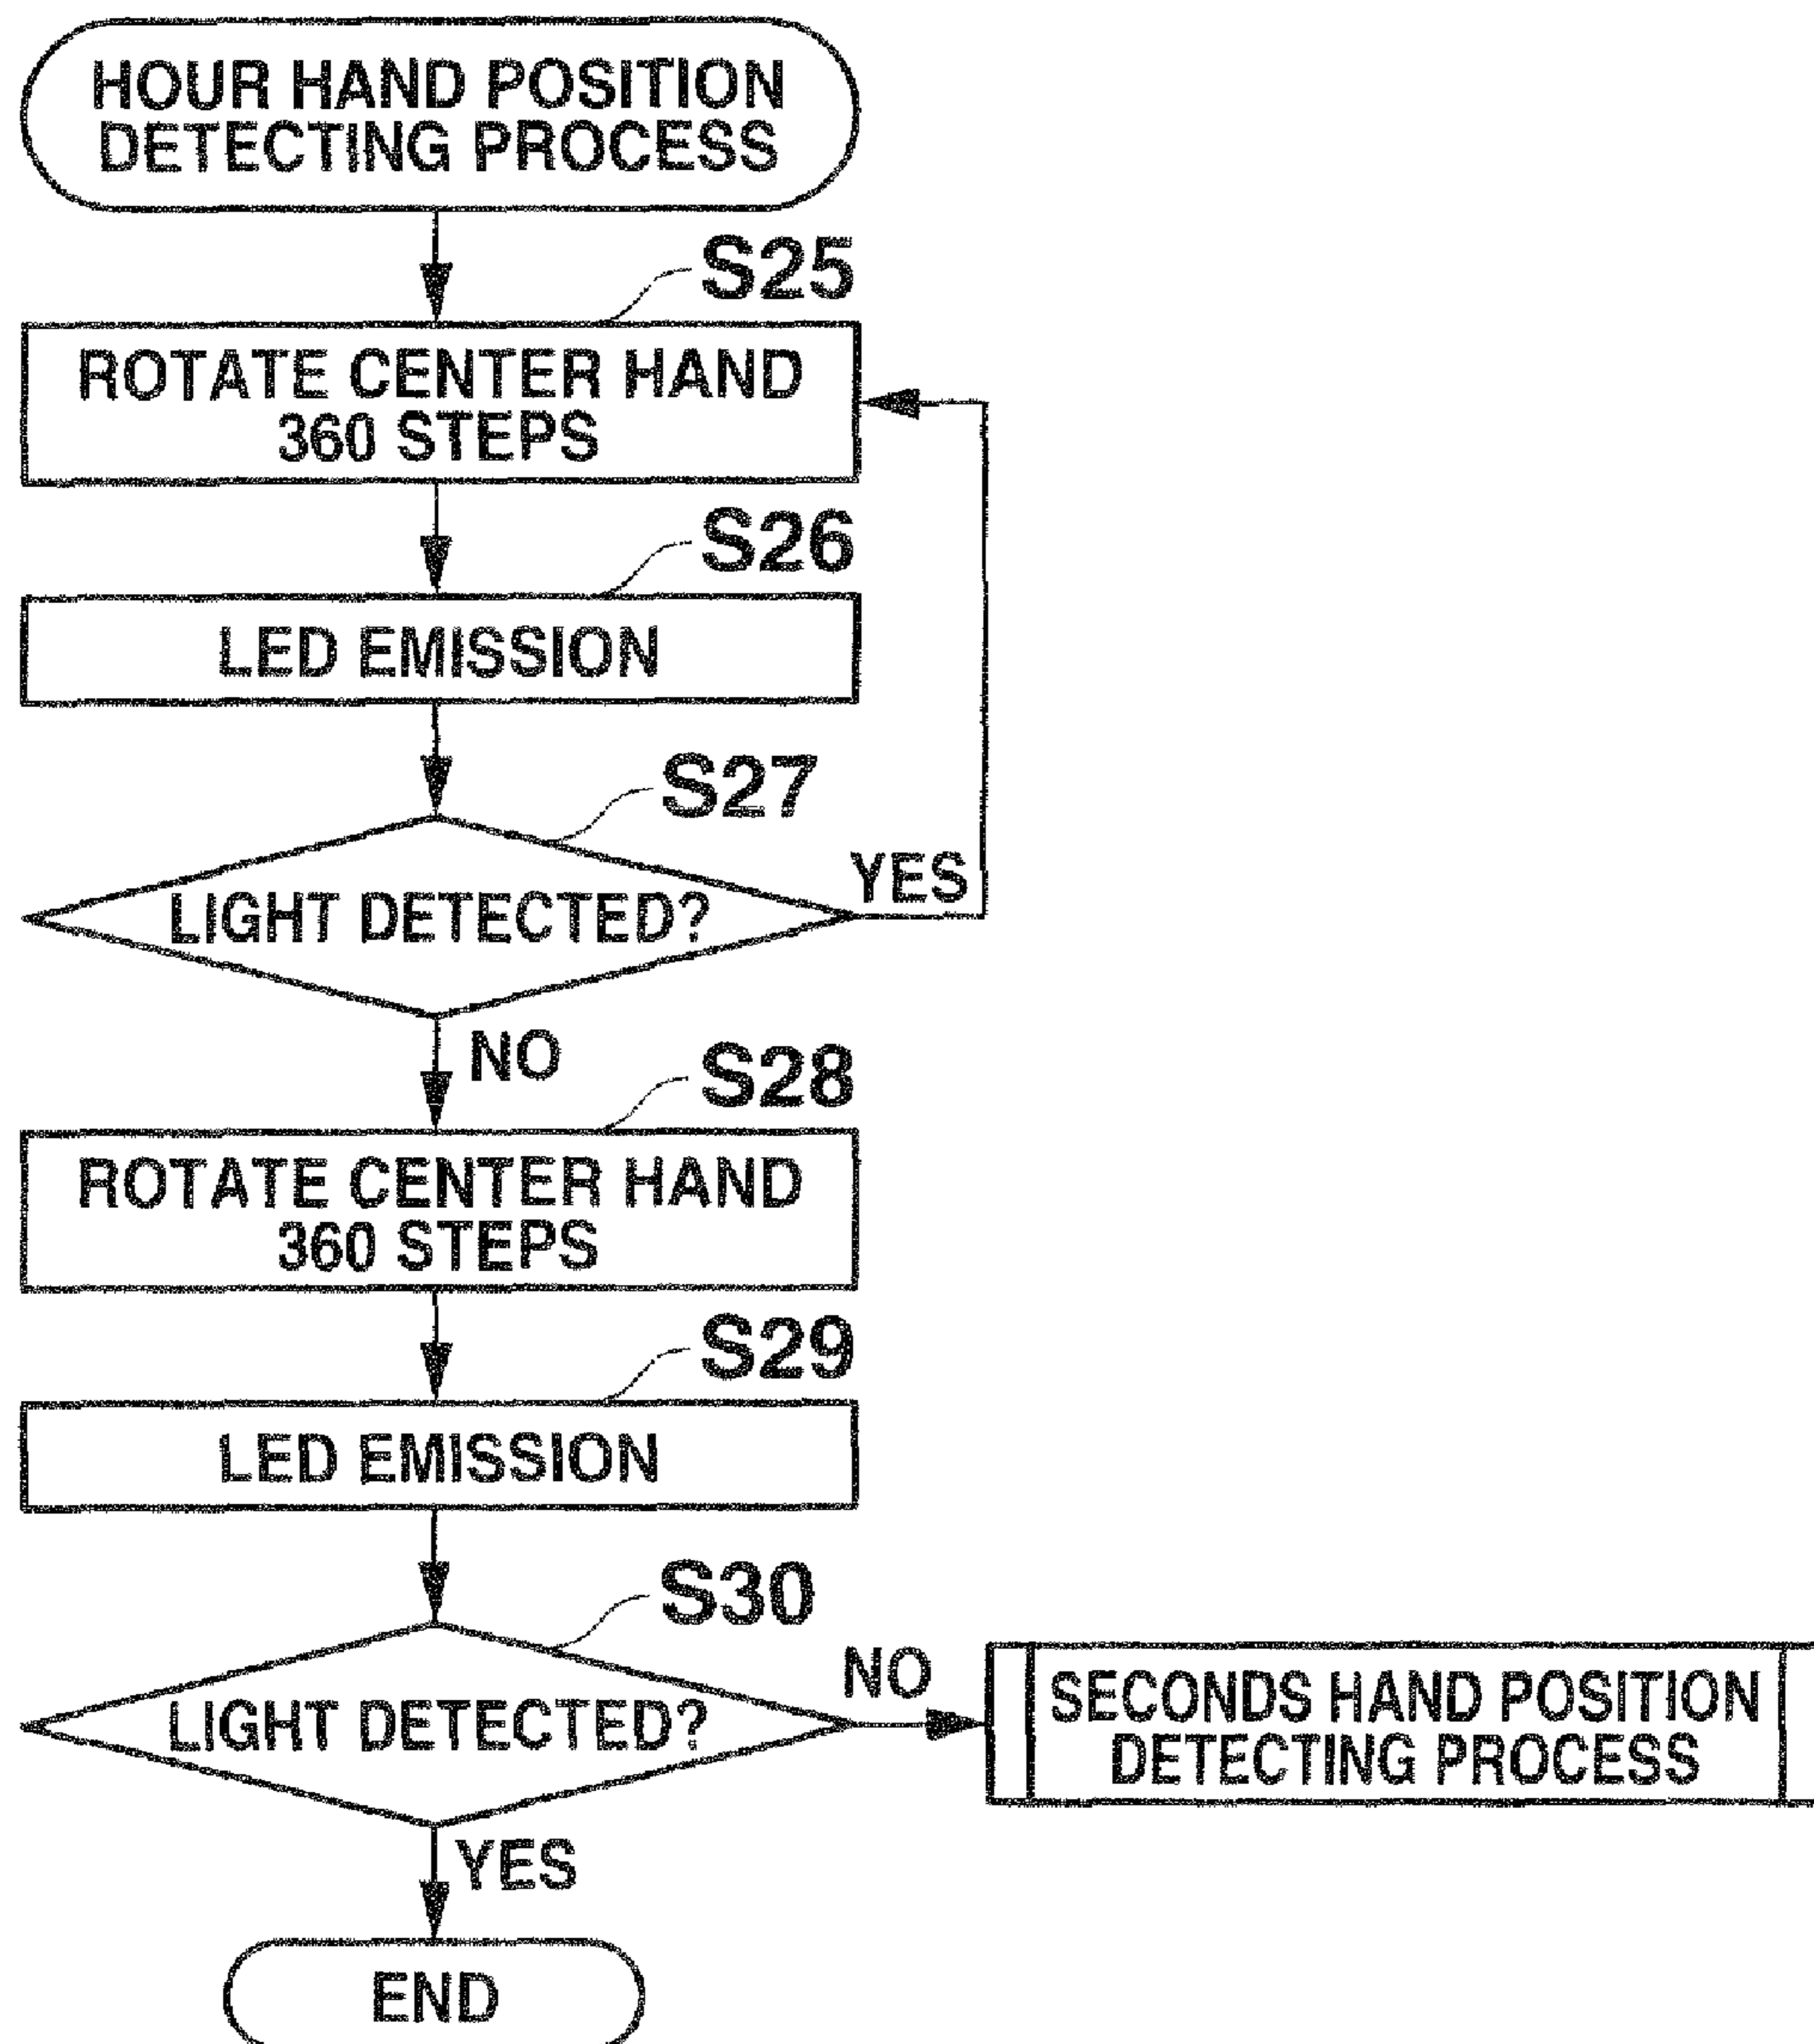 HOUR HAND POSITION
DETECTING PROCESS
S25
ROTATE CENTER HAND
360 STEPS
S26
LED EMISSION
S27
LIGHT DETECTED?
YES
NO
S28
ROTATE CENTER HAND
360 STEPS
S29
LED EMISSION
S30
LIGHT DETECTED?
NO
SECONDS HAND POSITION
DETECTING PROCESS
YES
END